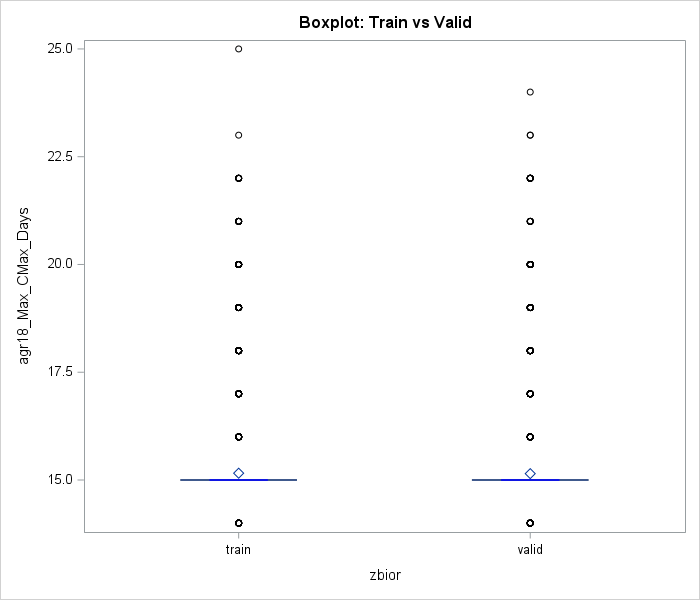 Boxplot: Train vs Valid
25.0
22.5
20.0
17.5
15.0
agr18_Max_CMax_Days
train
valid
zbior